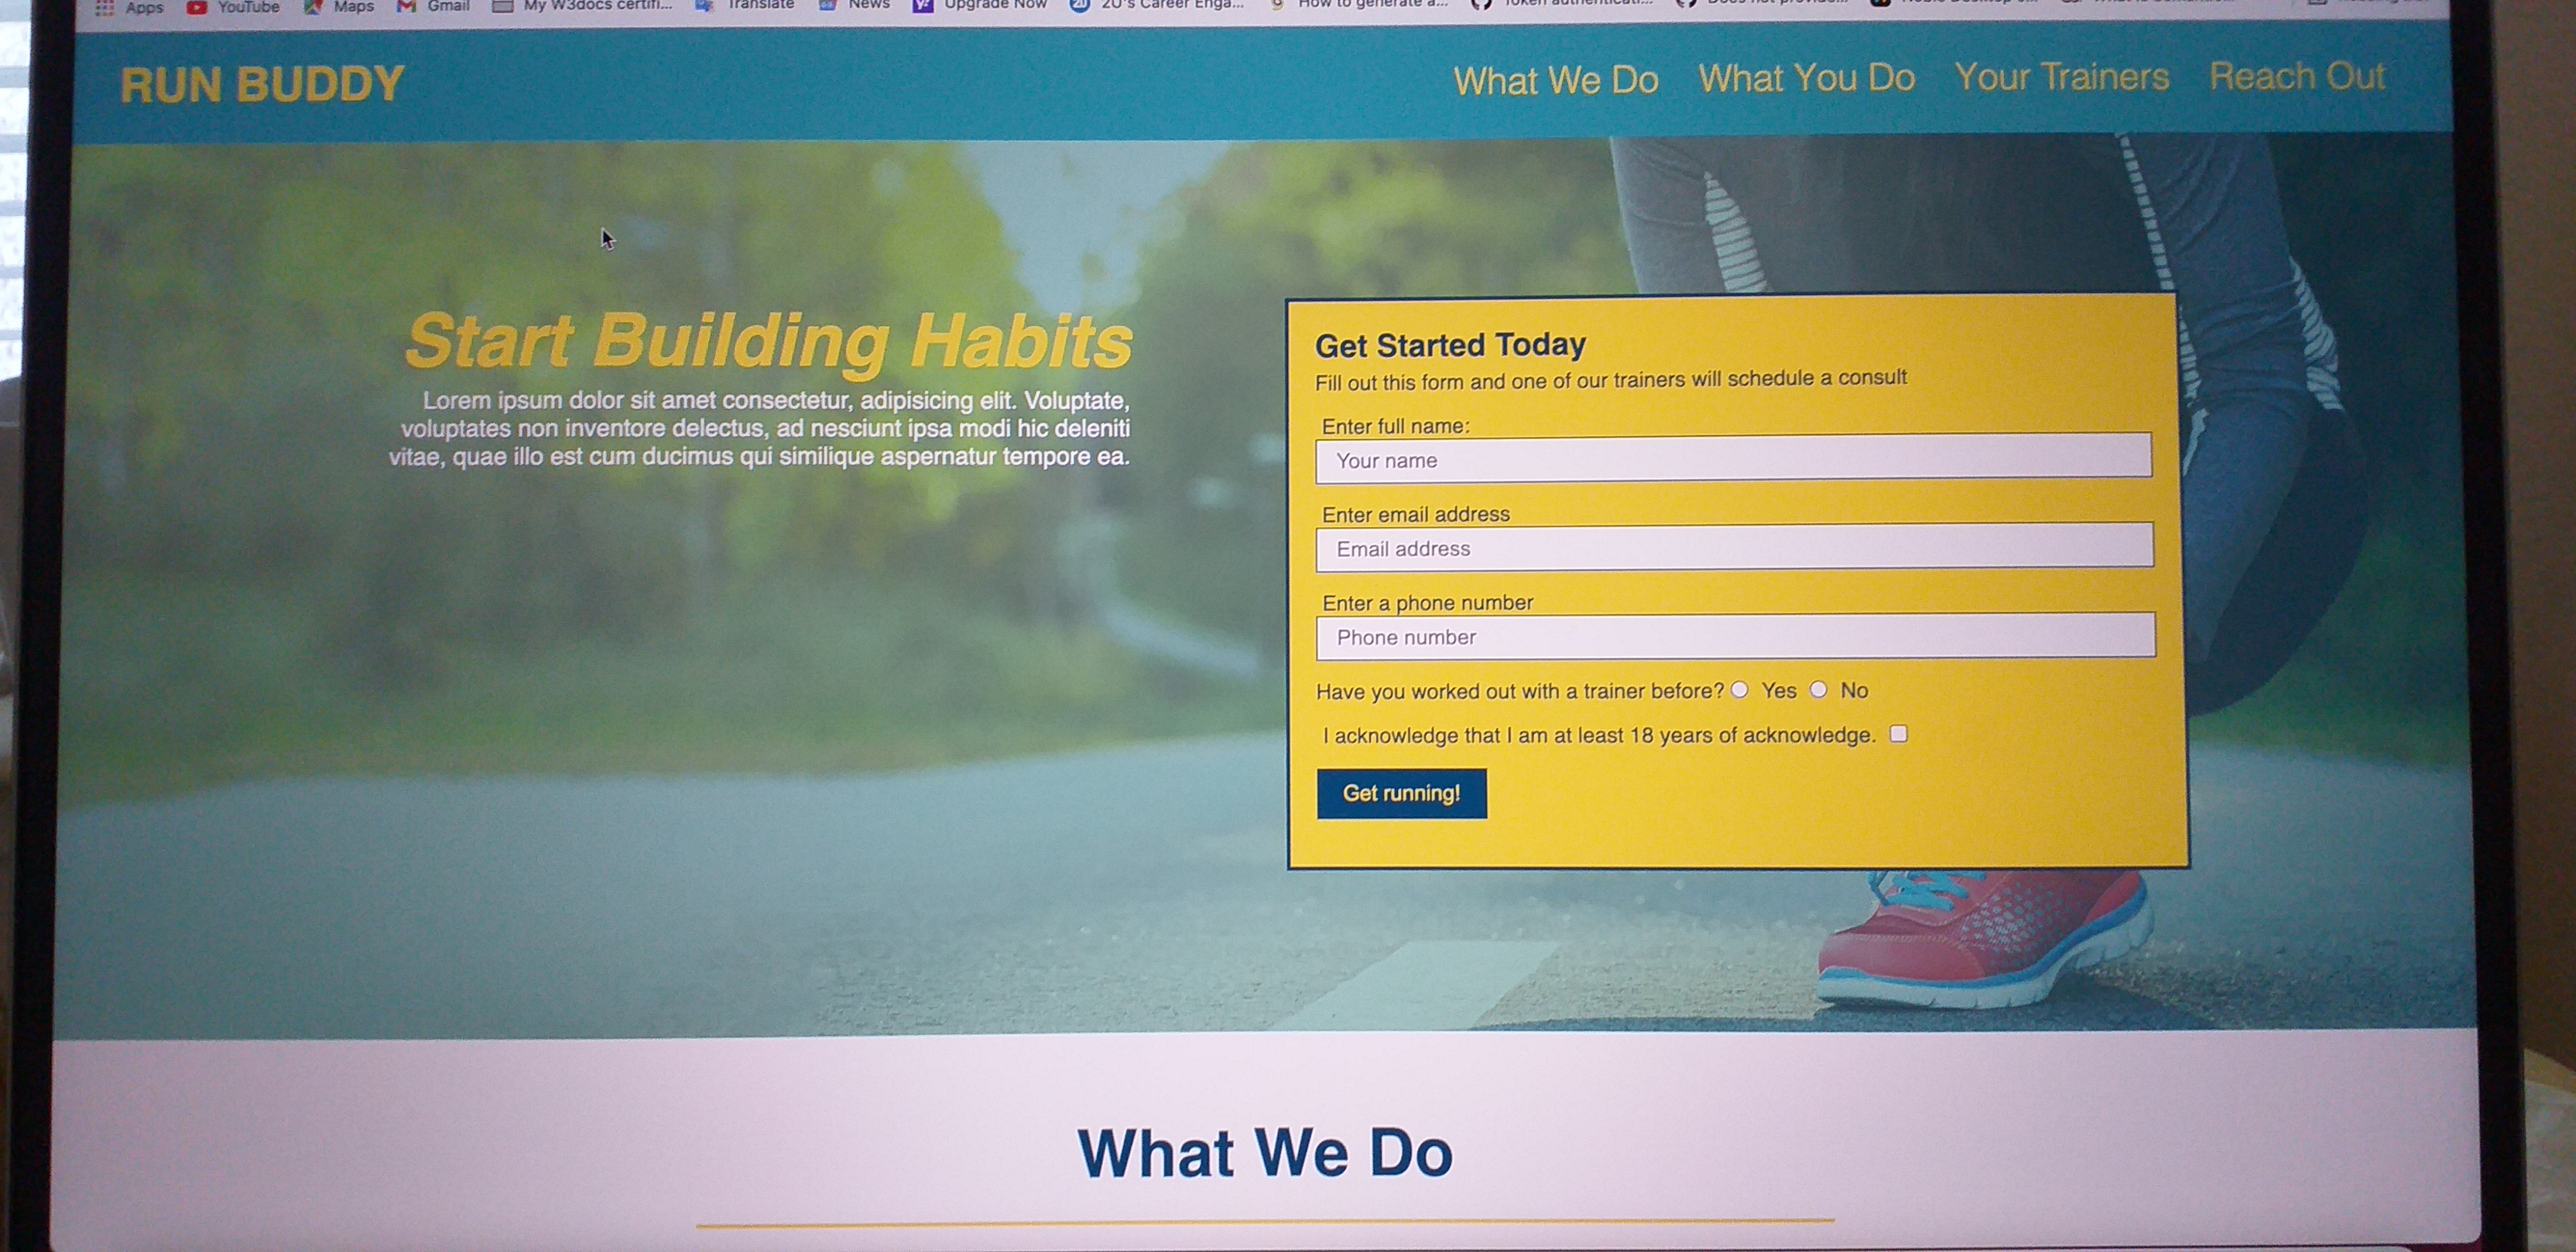 Apps YouTube Maps Gmail My W3docs certifi... Translate News Upgrade Now 2U's Career Enga... How to generate a...
RUN BUDDY
What We Do What You Do Your Trainers Reach Out
Start Building Habits
Lorem ipsum dolor sit amet consectetur, adipisicing elit. Voluptate,
voluptates non inventore delectus, ad nesciunt ipsa modi hic deleniti
vitae, quae illo est cum ducimus qui similique aspernatur tempore ea.
Get Started Today
Fill out this form and one of our trainers will schedule a consult
Enter full name:
Your name
Enter email address
Email address
Enter a phone number
Phone number
Have you worked out with a trainer before? Yes No
I acknowledge that I am at least 18 years of acknowledge.
Get running!
What We Do